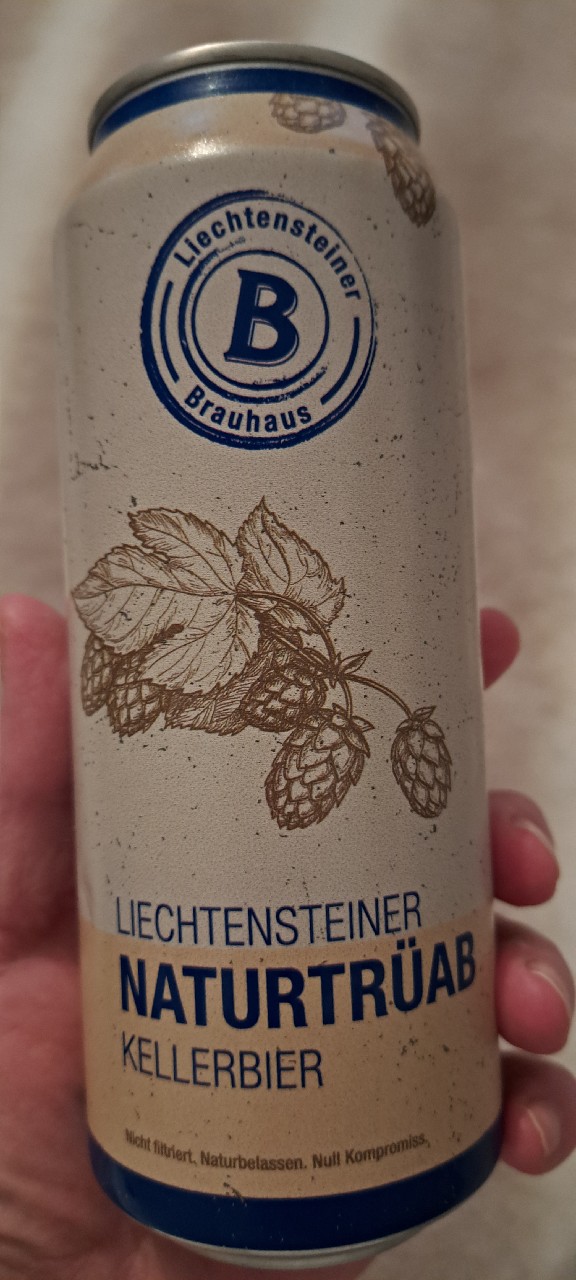 Liechtensteiner
B
Brauhaus
LIECHTENSTEINER
NATURTRÜAB
KELLERBIER
Nicht filtriert. Naturbelassen. Null Kompromiss.